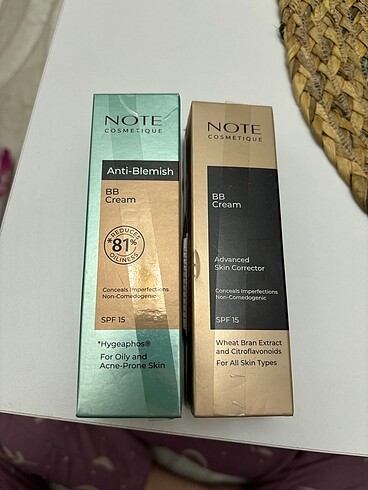 NOTE
COSMETIQUE
Anti-Blemish
BB
Cream
*REDUCES
81%
OILINESS
Conceals Imperfections
Non-Comedogenic
SPF 15
*Hygeaphos®
For Oily and
Acne-Prone Skin
NOTE
COSMETIQUE
BB
Cream
Advanced
Skin Corrector
Conceals Imperfections
Non-Comedogenic
SPF 15
Wheat Bran Extract
and Citroflavonoids
For All Skin Types